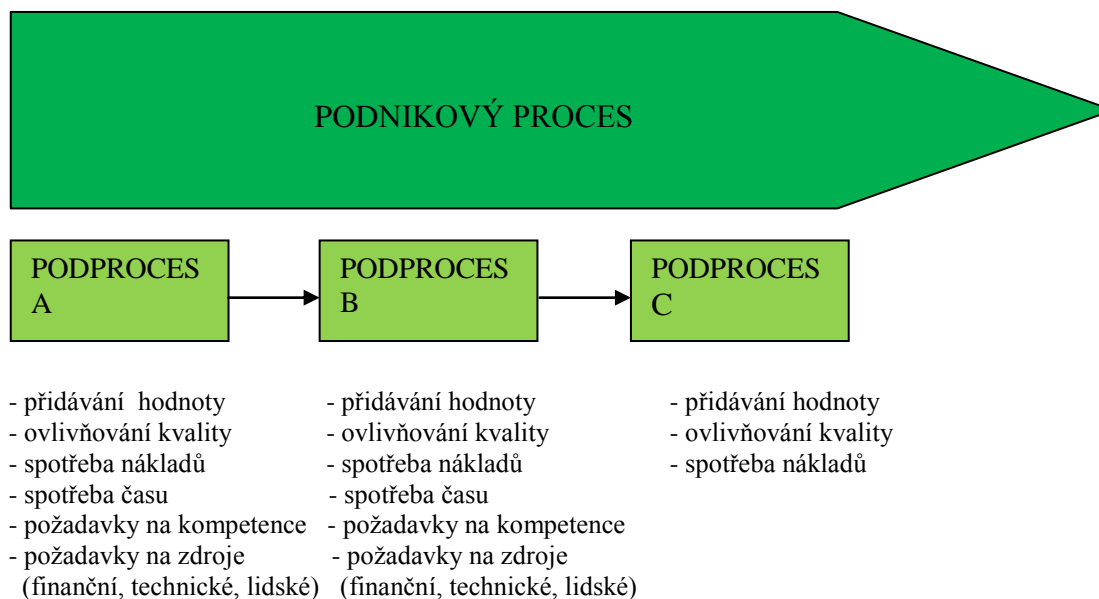 PODNIKOVÝ PROCES
PODPROCES
A
PODPROCES
B
PODPROCES
C
- přidávání hodnoty
- ovlivňování kvality
- spotřeba nákladů
- spotřeba času
- požadavky na kompetence
- požadavky na zdroje
(finanční, technické, lidské)
- přidávání hodnoty
- ovlivňování kvality
- spotřeba nákladů
- spotřeba času
- požadavky na kompetence
- požadavky na zdroje
(finanční, technické, lidské)
- přidávání hodnoty
- ovlivňování kvality
- spotřeba nákladů